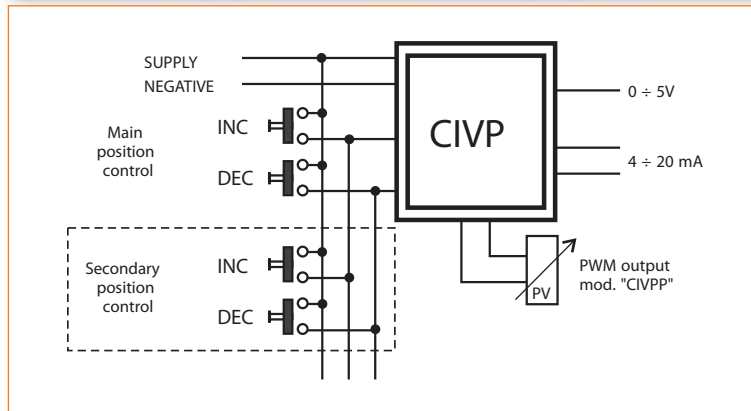 SUPPLY
NEGATIVE
INC
Main
position
control
DEC
CIVP
0 ÷ 5V
4 ÷ 20 mA
INC
Secondary
position
control
DEC
PV
PWM output
mod. "CIVPP"